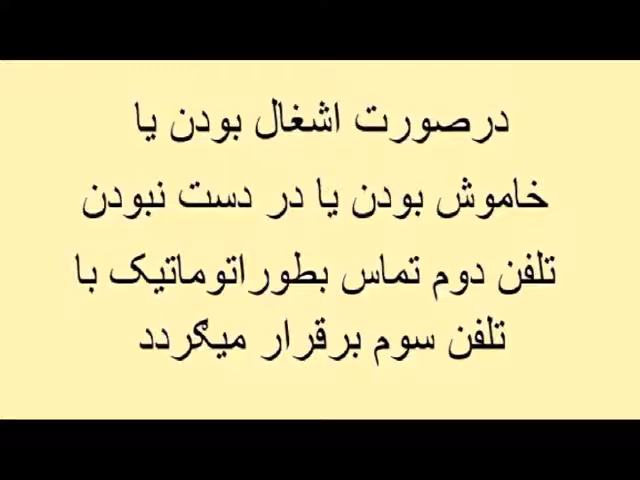 درصورت اشغال بودن یا
خاموش بودن یا در دست نبودن
تلفن دوم تماس بطوراتوماتیک با
تلفن سوم برقرار میگردد